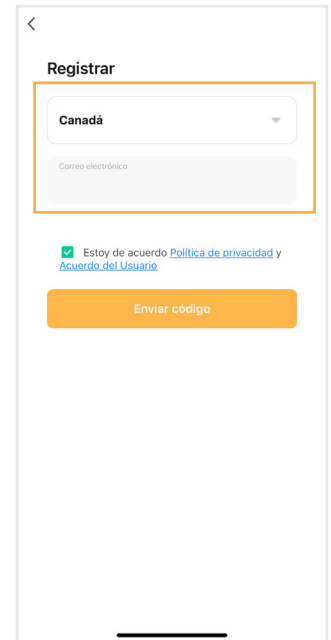 Registrar
Canadá
Correo electrónico
Estoy de acuerdo Política de privacidad y
Acuerdo del Usuario
Enviar código